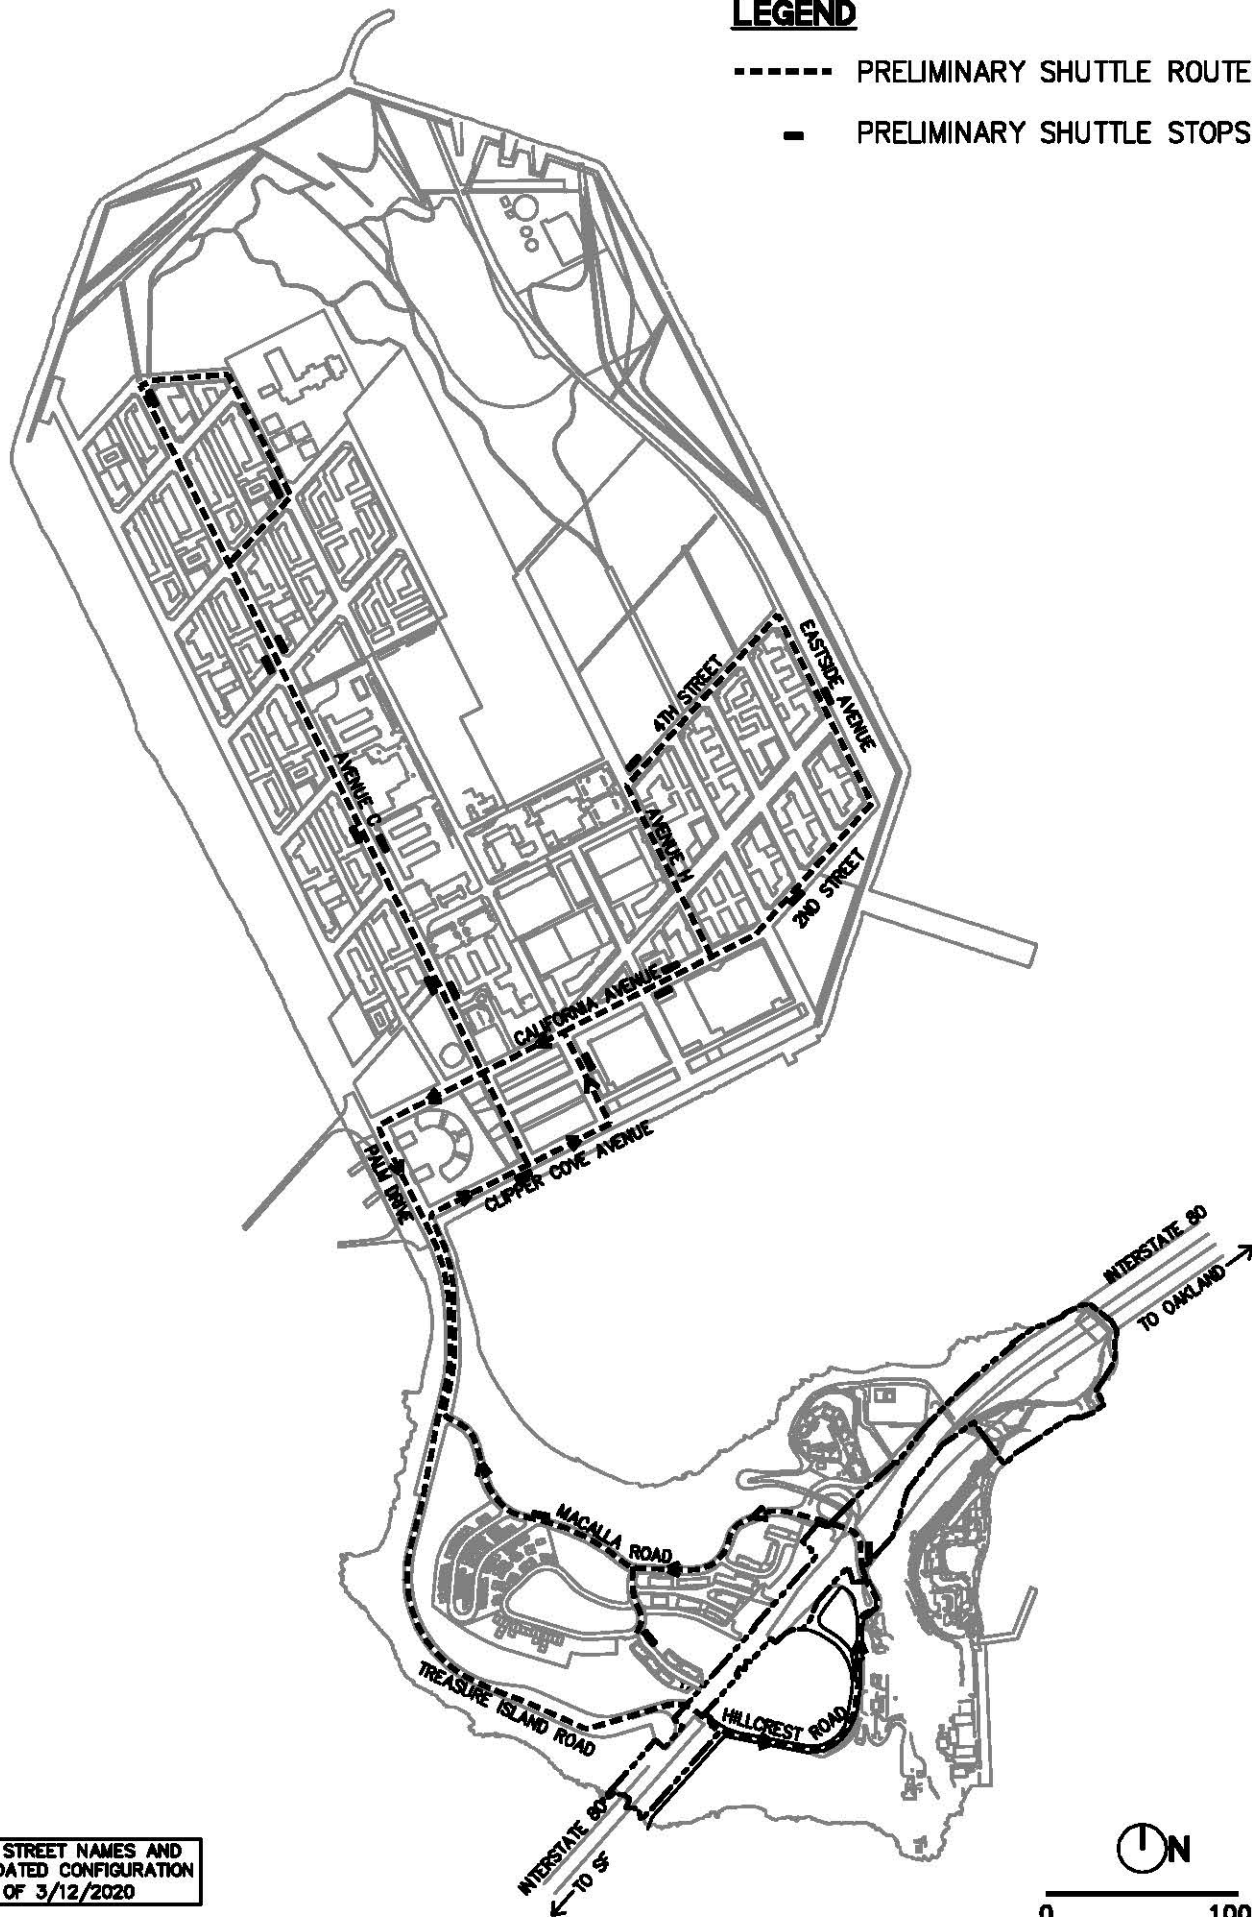 LEGEND
PRELIMINARY SHUTTLE ROUTE
PRELIMINARY SHUTTLE STOPS
EASTSIDE AVENUE
4TH STREET
AVENUE C
AVENUE H
2ND STREET
CALIFORNIA AVENUE
PALM DRIVE
CLIPPER COVE AVENUE
INTERSTATE 80
TO OAKLAND
MACALLA ROAD
TREASURE ISLAND ROAD
HILLCREST ROAD
INTERSTATE 80
TO SF
STREET NAMES AND
DATED CONFIGURATION
OF 3/12/2020
N
0 100